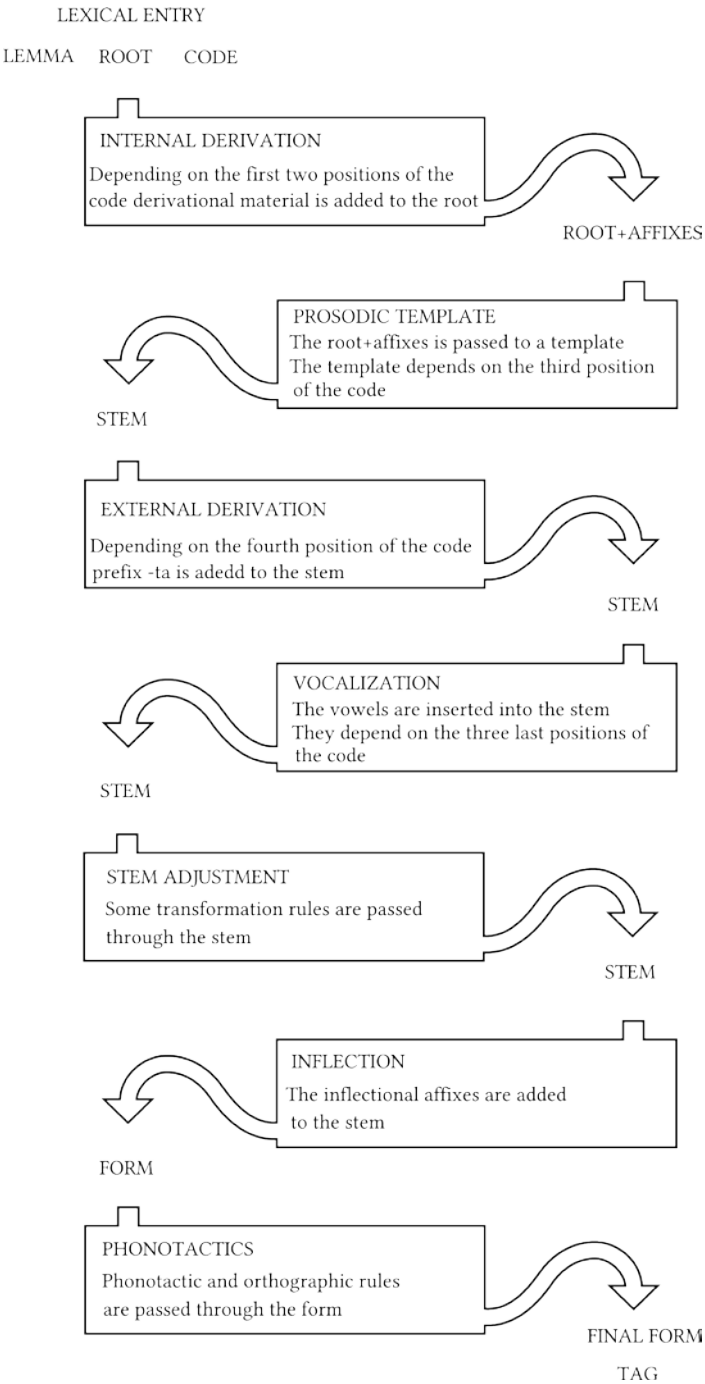 LEXICAL ENTRY
LEMMA ROOT CODE
INTERNAL DERIVATION
Depending on the first two positions of the
code derivational material is added to the root
ROOT+AFFIXES
PROSODIC TEMPLATE
The root+affixes is passed to a template
The template depends on the third position
of the code
STEM
EXTERNAL DERIVATION
Depending on the fourth position of the code
prefix -ta is adedd to the stem
STEM
VOCALIZATION
The vowels are inserted into the stem
They depend on the three last positions of
the code
STEM
STEM ADJUSTMENT
Some transformation rules are passed
through the stem
STEM
INFLECTION
The inflectional affixes are added
to the stem
FORM
PHONOTACTICS
Phonotactic and orthographic rules
are passed through the form
FINAL FORM
TAG